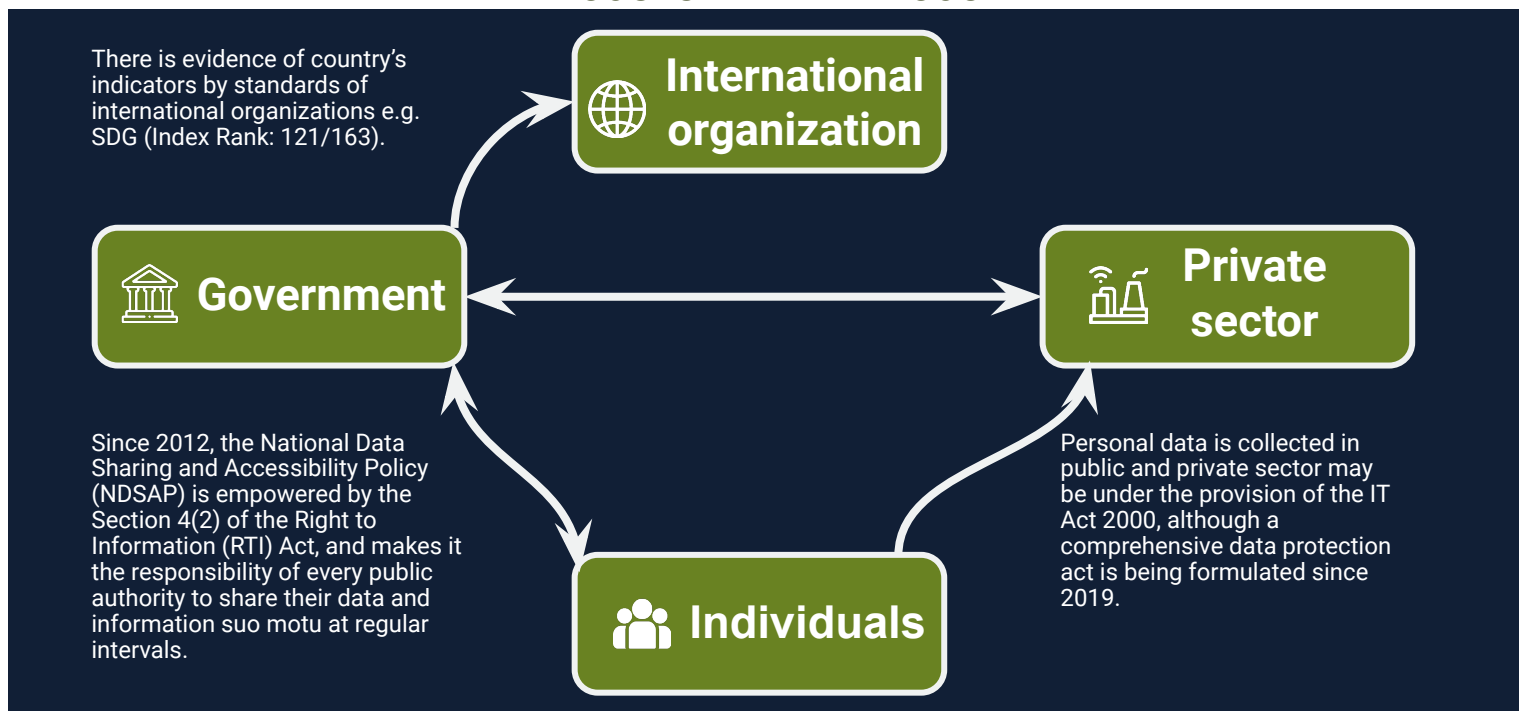 There is evidence of country’s
indicators by standards of
international organizations e.g.
SDG (Index Rank: 121/163).
International
organization
Government
Private
sector
Since 2012, the National Data
Sharing and Accessibility Policy
(NDSAP) is empowered by the
Section 4(2) of the Right to
Information (RTI) Act, and makes it
the responsibility of every public
authority to share their data and
information suo motu at regular
intervals.
Personal data is collected in
public and private sector may
be under the provision of the IT
Act 2000, although a
comprehensive data protection
act is being formulated since
2019.
Individuals